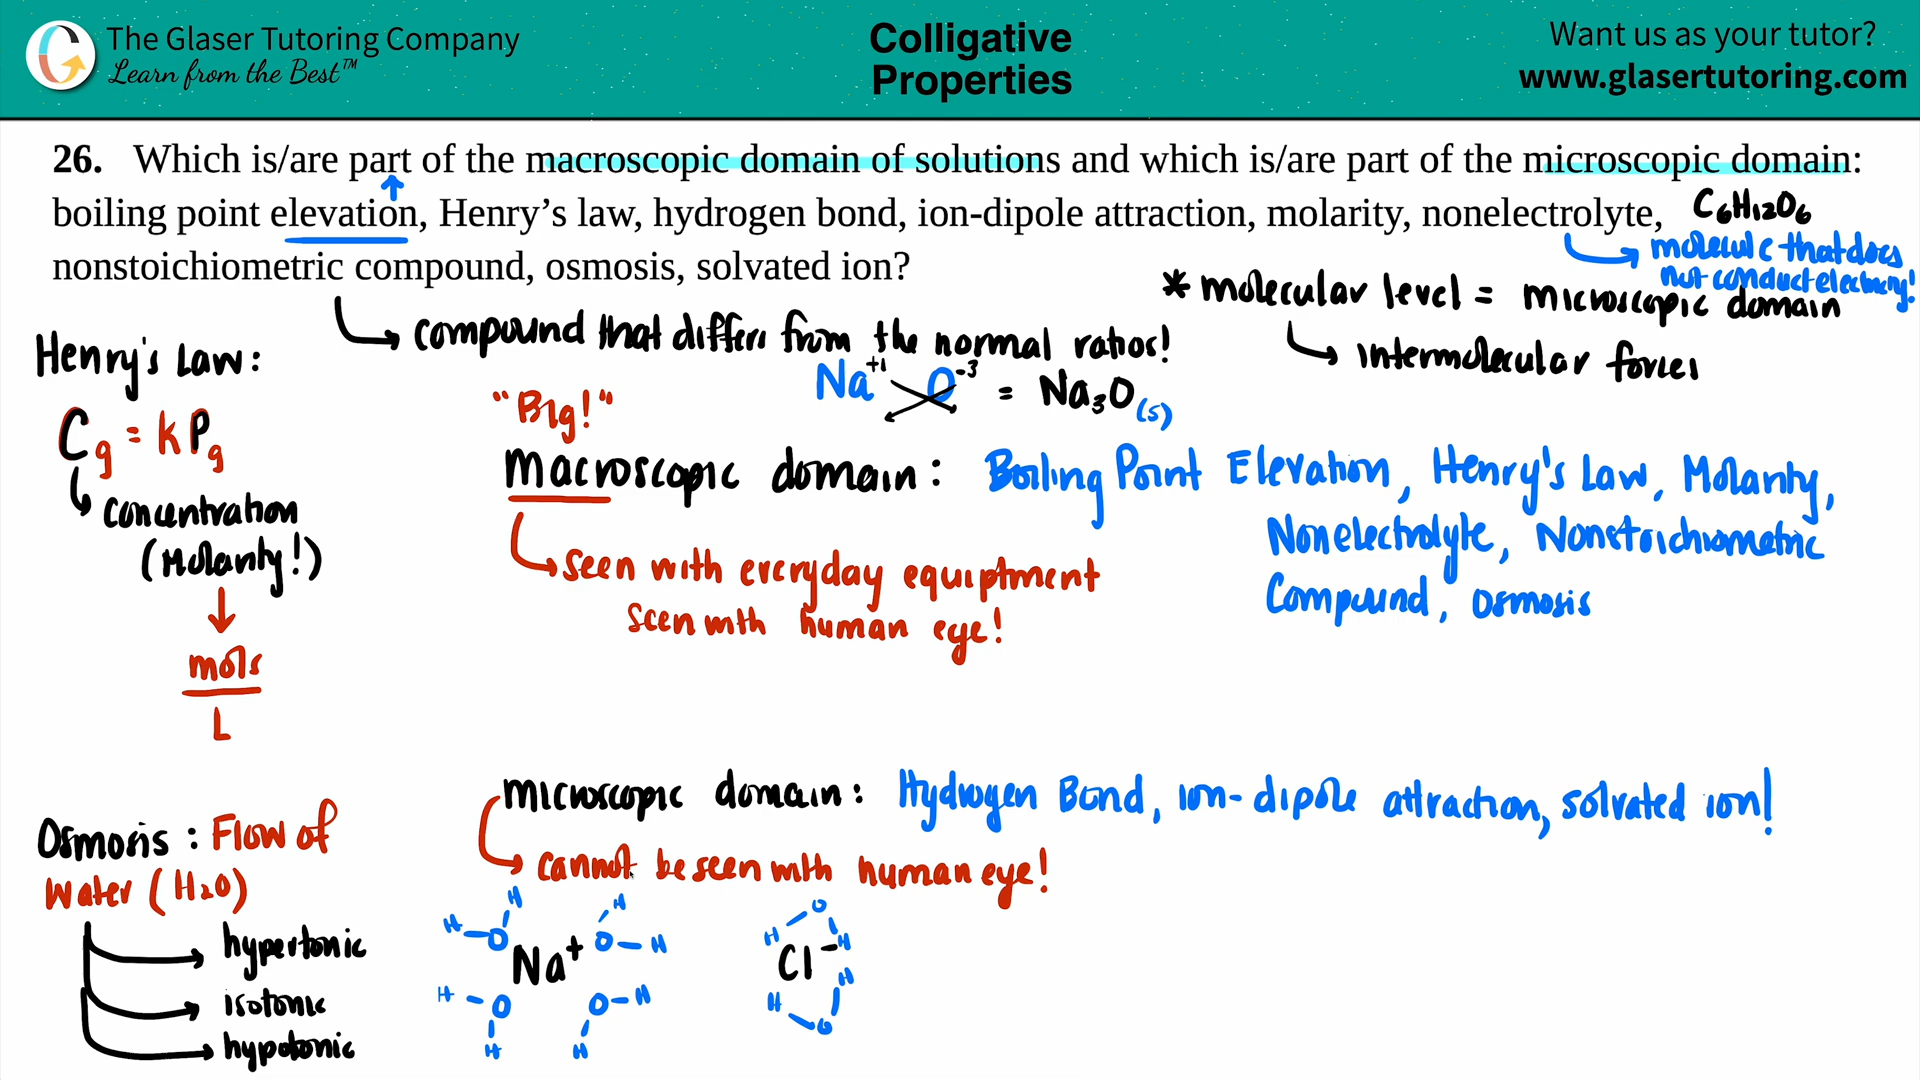 The Glaser Tutoring Company
Learn from the Best™
Colligative
Properties
Want us as your tutor?
www.glasertutoring.com
26. Which is/are part of the macroscopic domain of solutions and which is/are part of the microscopic domain:
boiling point elevation, Henry's law, hydrogen bond, ion-dipole attraction, molarity, nonelectrolyte,
nonstoichiometric compound, osmosis, solvated ion?
C6H12O6
molecule that does
not conduct electricity!
* molecular level = microscopic domain
Intermolecular forces
compound that differs from the normal ratios!
Na+1 O-3 = Na3O(s)
Henry's Law:
Cg = kPg
concentration
(Molarity!)
mols
L
"Big!"
Macroscopic domain: Boiling Point Elevation, Henry's Law, Molarity,
Nonelectrolyte, Nonstoichiometric
Compound, Osmosis
seen with everyday equiptment
seen with human eye!
microscopic domain: Hydrogen Bond, ion-dipole attraction, solvated ion!
cannot be seen with human eye!
Osmosis: Flow of
Water (H2O)
hypertonic
isotonic
hypotonic
H H H O
H O Na+ O H H Cl- H
H O O H H H
H H O